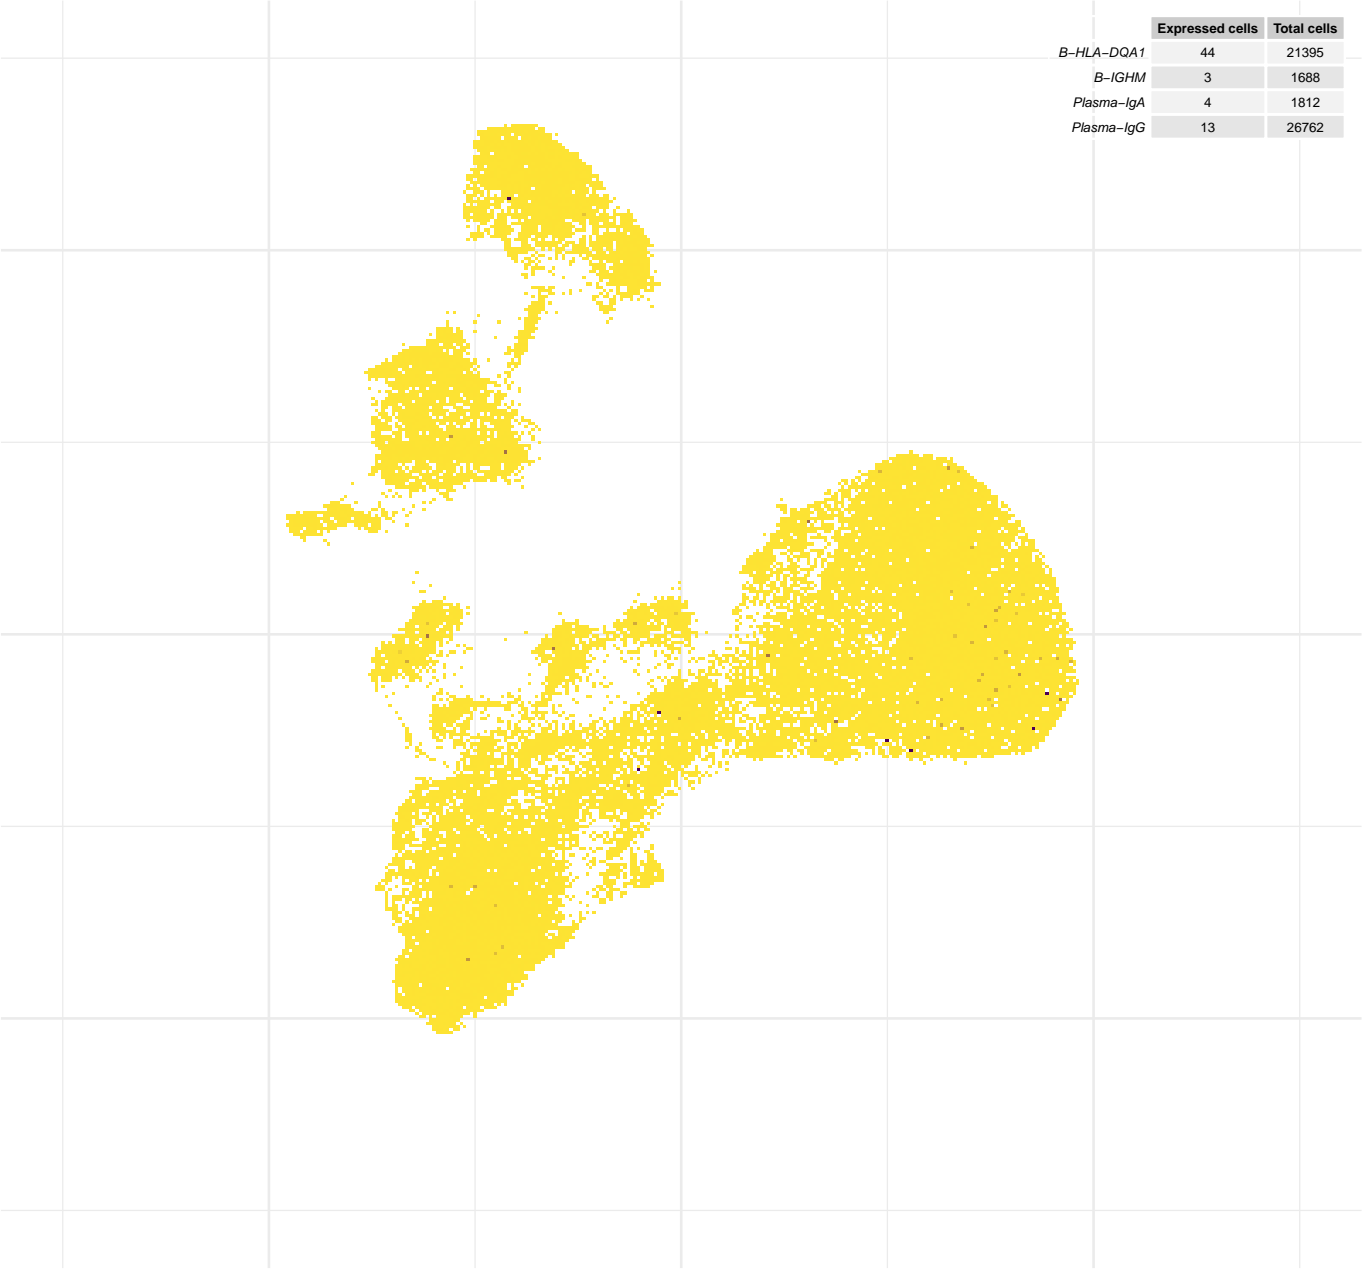 Expressed cells Total cells
B−HLA−DQA1 44 21395
B−IGHM 3 1688
Plasma−IgA 4 1812
Plasma−IgG 13 26762